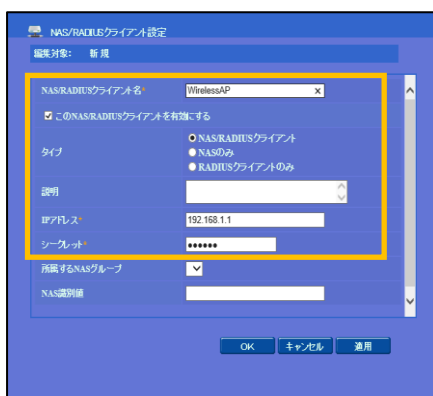 NAS/RADIUSクライアント設定
編集対象: 新規
NAS/RADIUSクライアント名* WirelessAP x
このNAS/RADIUSクライアントを有効にする
タイプ NAS/RADIUSクライアント
NASのみ
RADIUSクライアントのみ
説明
IPアドレス* 192.168.1.1
シークレット* ●●●●●●
所属するNASグループ
NAS識別値
OK キャンセル 適用